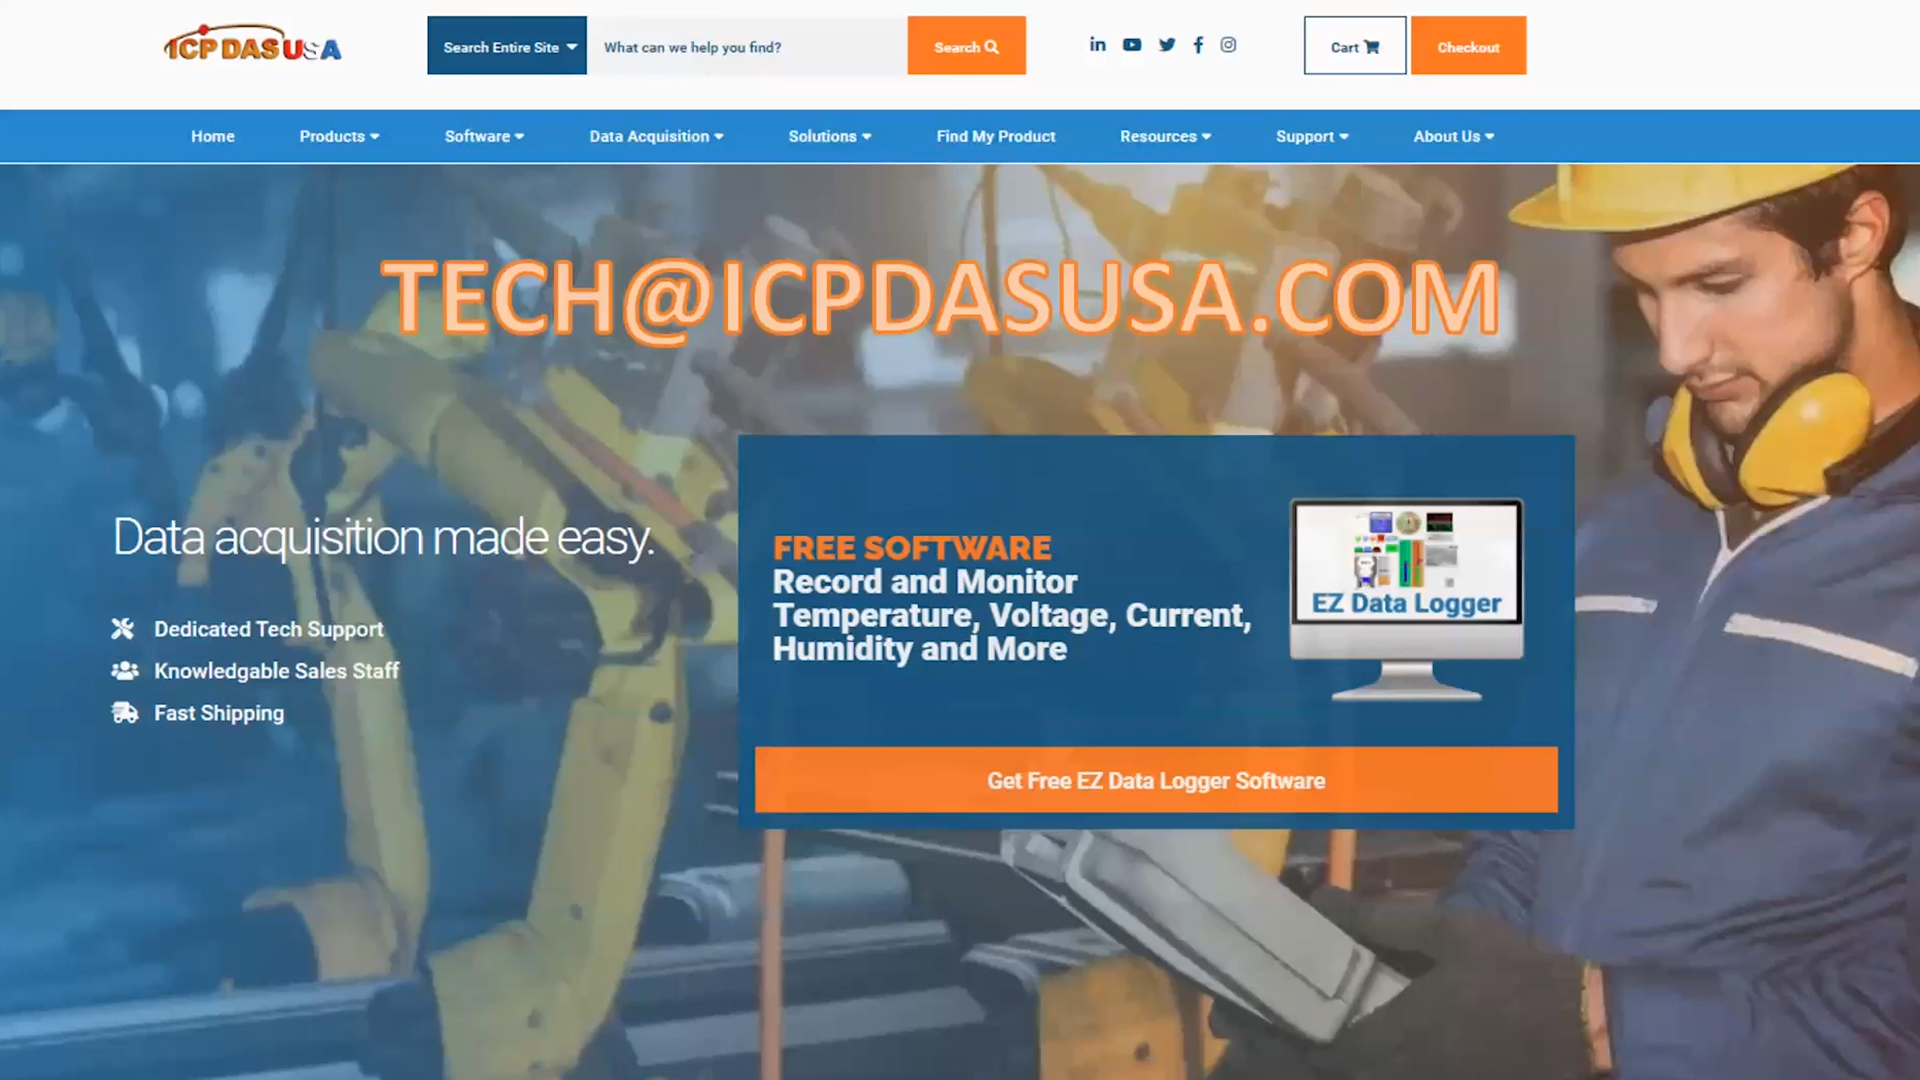 ICP DAS USA
Search Entire Site
What can we help you find?
Search
Cart
Checkout
Home
Products
Software
Data Acquisition
Solutions
Find My Product
Resources
Support
About Us
TECH@ICPDASUSA.COM
Data acquisition made easy.
Dedicated Tech Support
Knowledgable Sales Staff
Fast Shipping
FREE SOFTWARE
Record and Monitor
Temperature, Voltage, Current,
Humidity and More
EZ Data Logger
Get Free EZ Data Logger Software